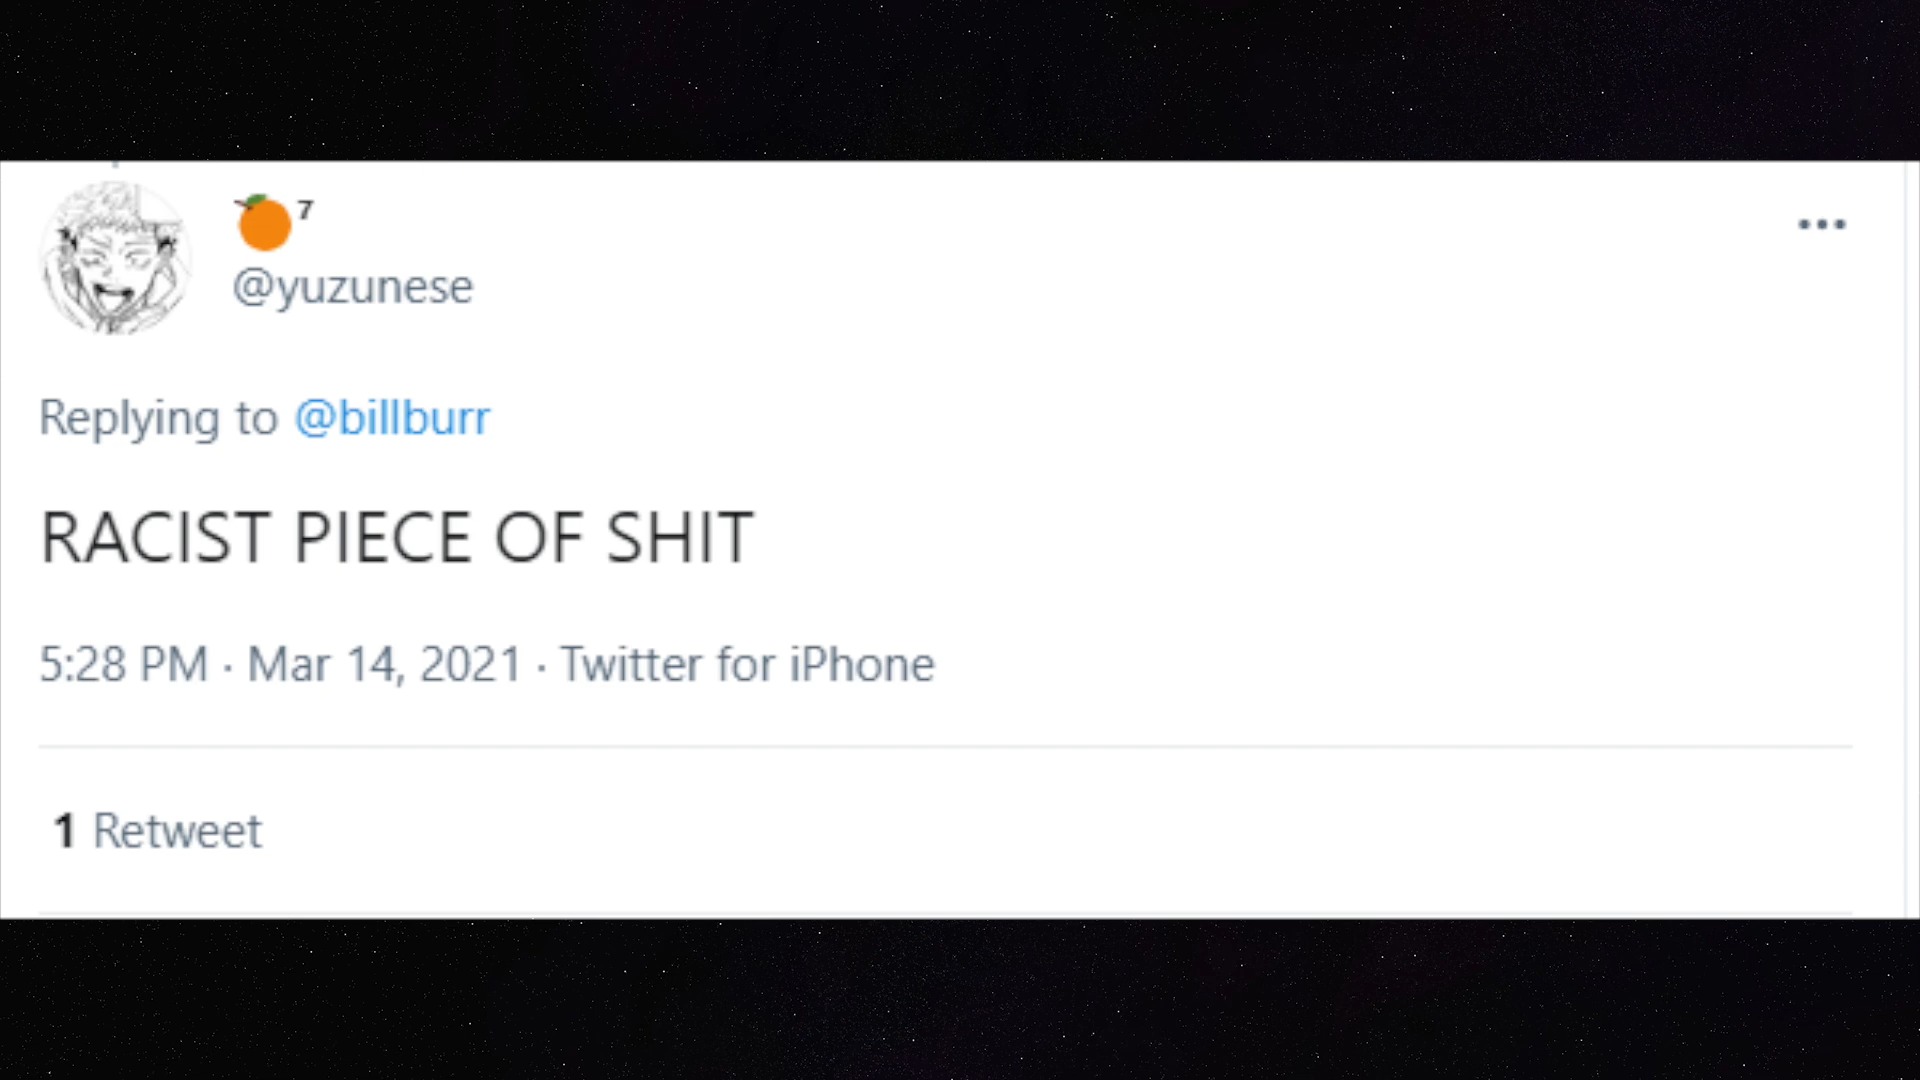 🍊⁷
@yuzunese
Replying to @billburr
RACIST PIECE OF SHIT
5:28 PM · Mar 14, 2021 · Twitter for iPhone
1 Retweet